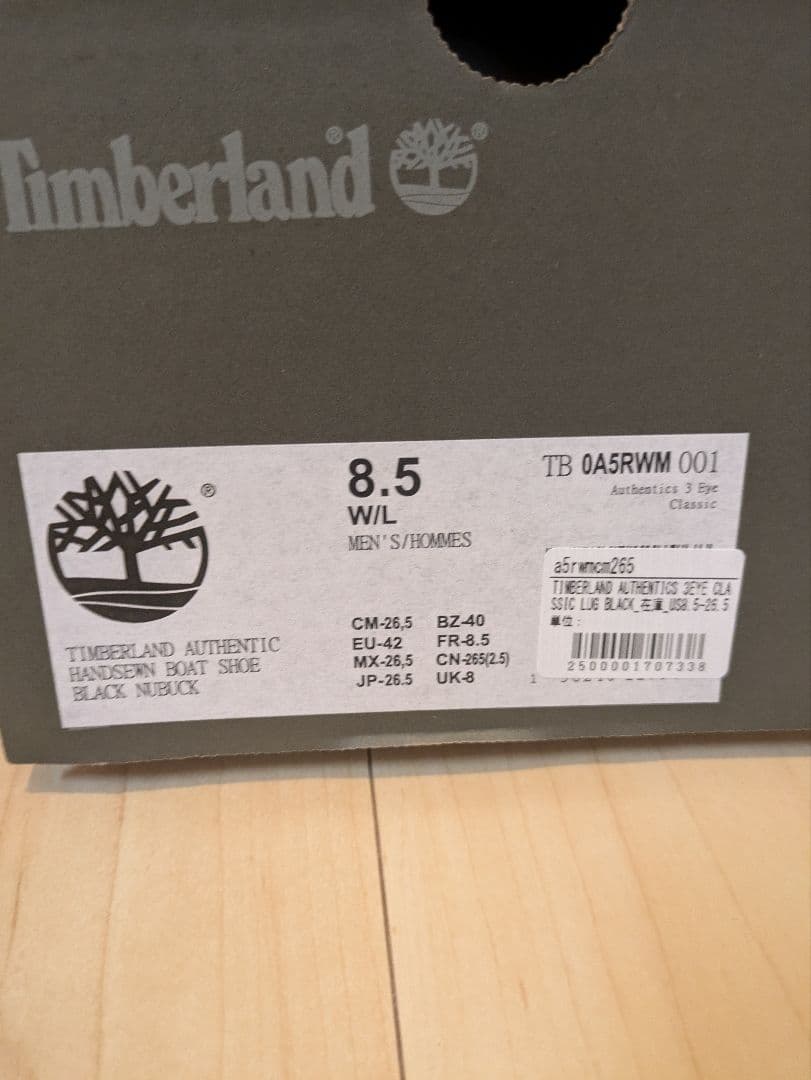 Timberland®
®
®
8.5
W/L
MEN'S/HOMMES
TB 0A5RWM 001
Authentics 3 Eye
Classic
TIMBERLAND AUTHENTIC
HANDSEWN BOAT SHOE
BLACK NUBUCK
CM-26,5 BZ-40
EU-42 FR-8.5
MX-26,5 CN-265(2.5)
JP-26.5 UK-8
a5rwmcm265
TIMBERLAND AUTHENTICS 3EYE CLA
SSIC LUG BLACK_在庫_US8.5-26.5
単位:
2500001707338
1